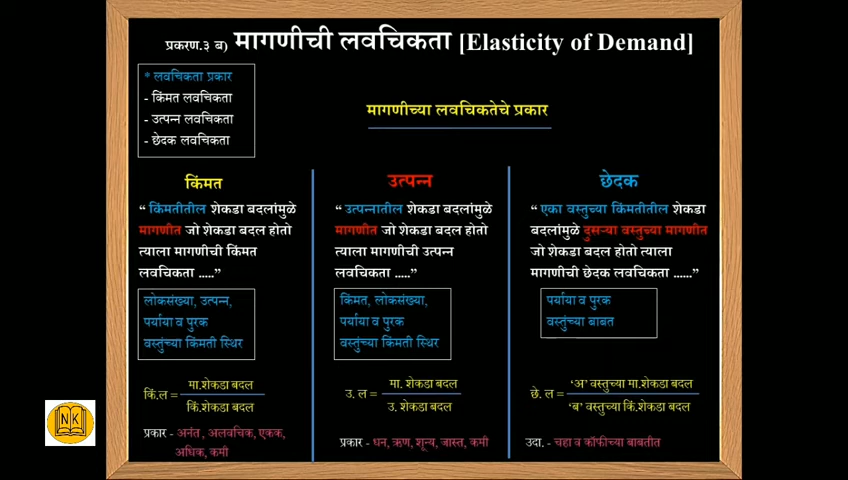 प्रकरण.३ ब) मागणीची लवचिकता [Elasticity of Demand]
* लवचिकता प्रकार
- किंमत लवचिकता
- उत्पन्न लवचिकता
- छेदक लवचिकता
मागणीच्या लवचिकतेचे प्रकार
किंमत
“ किंमतीतील शेकडा बदलांमुळे
मागणीत जो शेकडा बदल होतो
त्याला मागणीची किंमत
लवचिकता .....”
लोकसंख्या, उत्पन्न,
पर्याया व पुरक
वस्तुंच्या किंमती स्थिर
किं.ल = मा.शेकडा बदल
किं.शेकडा बदल
प्रकार - अनंत , अलवचिक, एकक,
अधिक, कमी
उत्पन्न
“ उत्पन्नातील शेकडा बदलांमुळे
मागणीत जो शेकडा बदल होतो
त्याला मागणीची उत्पन्न
लवचिकता ....”
किंमत, लोकसंख्या,
पर्याया व पुरक
वस्तुंच्या किंमती स्थिर
उ. ल = मा. शेकडा बदल
उ. शेकडा बदल
प्रकार - धन, ऋण, शून्य, जास्त, कमी
छेदक
“ एका वस्तुच्या किंमतीतील शेकडा
बदलांमुळे दुसऱ्या वस्तुच्या मागणीत
जो शेकडा बदल होतो त्याला
मागणीची छेदक लवचिकता ......”
पर्याया व पुरक
वस्तुंच्या बाबत
छे. ल = ‘अ’ वस्तुच्या मा.शेकडा बदल
‘ब’ वस्तुच्या किं.शेकडा बदल
उदा. - चहा व कॉफीच्या बाबतीत
NK